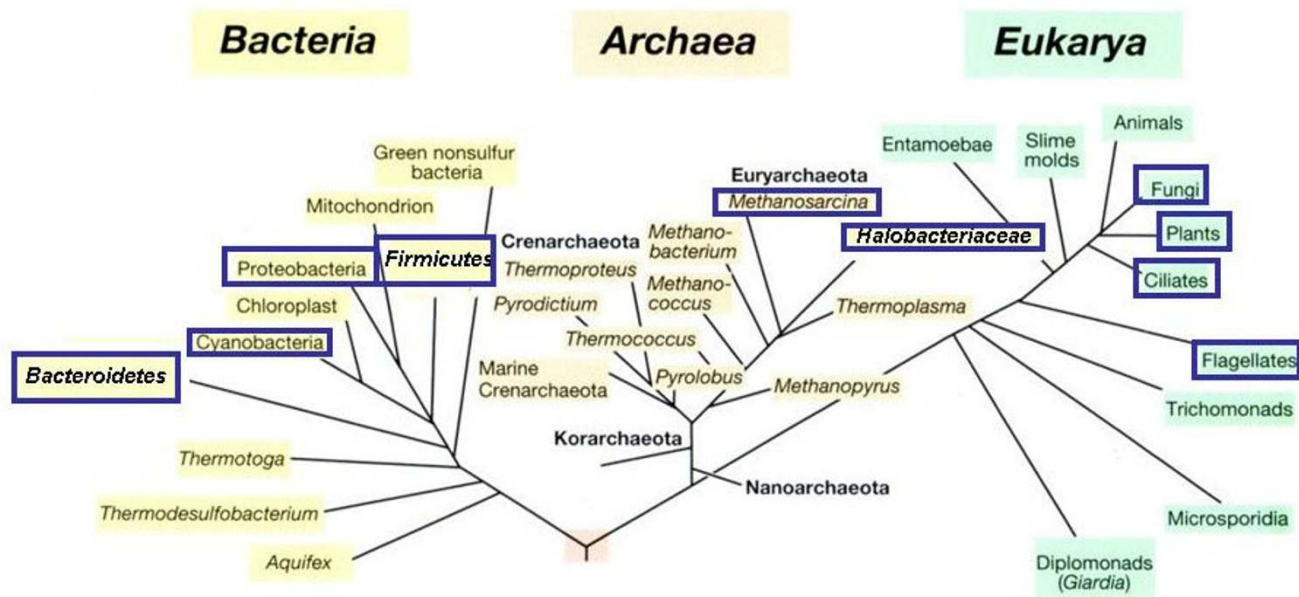 Bacteria
Archaea
Eukarya
Green nonsulfur
bacteria
Mitochondrion
Proteobacteria
Firmicutes
Chloroplast
Cyanobacteria
Bacteroidetes
Thermotoga
Thermodesulfobacterium
Aquifex
Crenarchaeota
Thermoproteus
Pyrodictium
Thermococcus
Marine
Crenarchaeota
Pyrolobus
Korarchaeota
Nanoarchaeota
Euryarchaeota
Methanosarcina
Methano-
bacterium
Halobacteriaceae
Methano-
coccus
Thermoplasma
Methanopyrus
Entamoebae
Slime
molds
Animals
Fungi
Plants
Ciliates
Flagellates
Trichomonads
Microsporidia
Diplomonads
(Giardia)